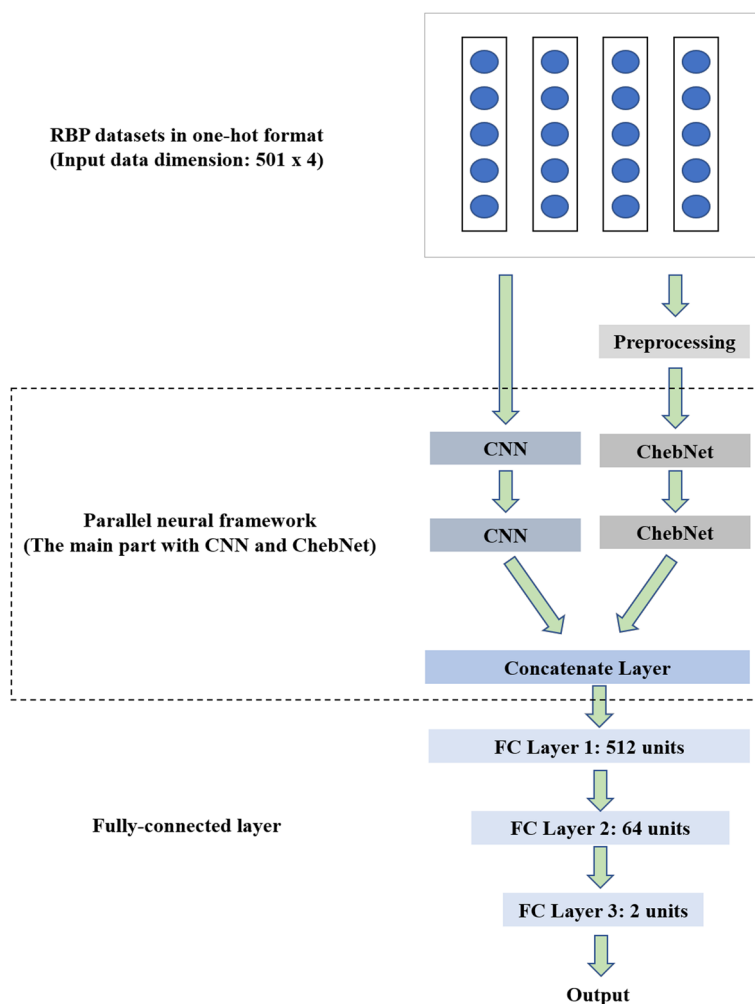 RBP datasets in one-hot format
(Input data dimension: 501 x 4)
Preprocessing
CNN
ChebNet
Parallel neural framework
(The main part with CNN and ChebNet)
CNN
ChebNet
Concatenate Layer
FC Layer 1: 512 units
Fully-connected layer
FC Layer 2: 64 units
FC Layer 3: 2 units
Output